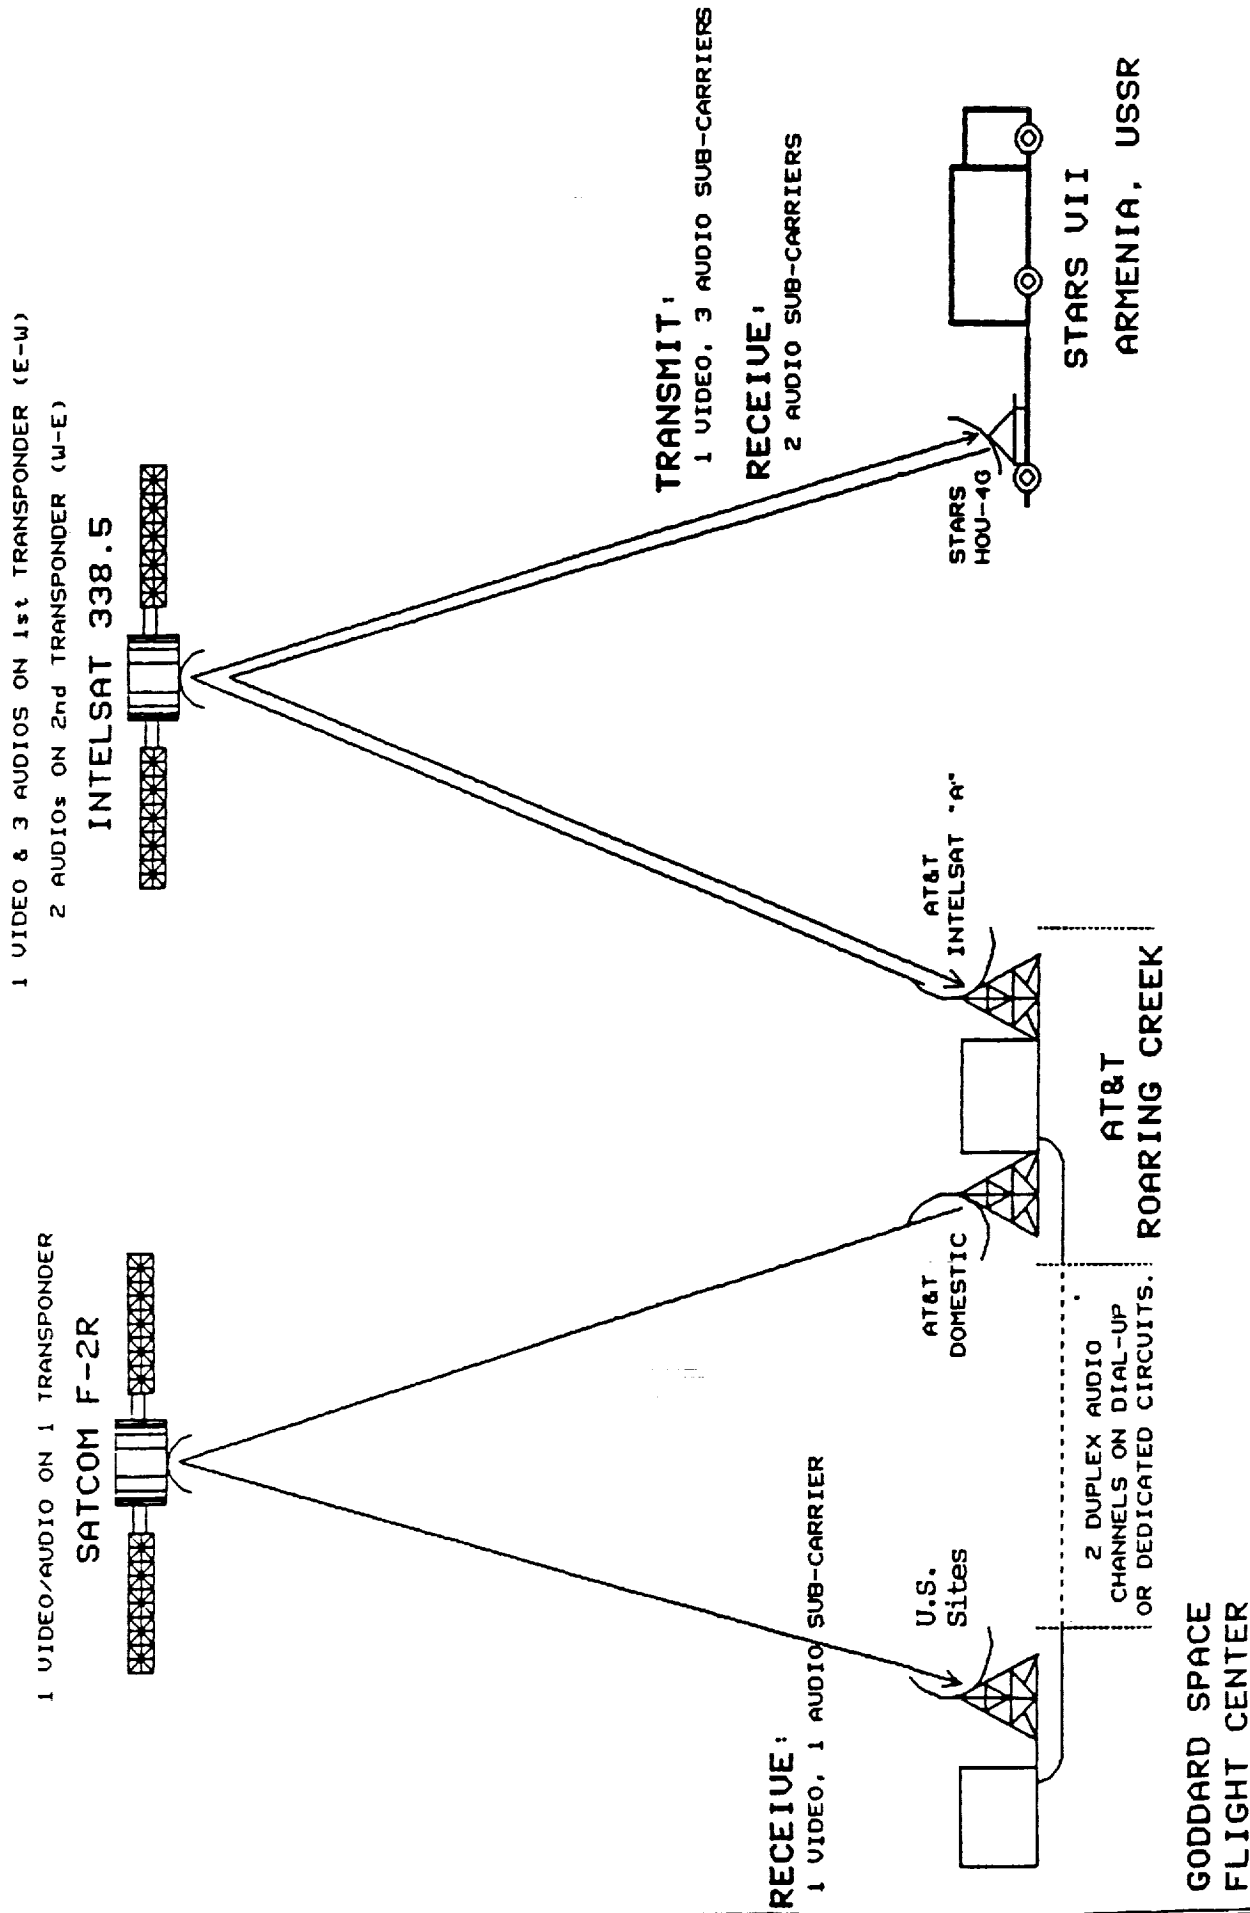 1 VIDEO/AUDIO ON 1 TRANSPONDER
SATCOM F-2R
1 VIDEO & 3 AUDIOS ON 1st TRANSPONDER (E-W)
2 AUDIOs ON 2nd TRANSPONDER (W-E)
INTELSAT 338.5
TRANSMIT:
1 VIDEO, 3 AUDIO SUB-CARRIERS
RECEIVE:
2 AUDIO SUB-CARRIERS
RECEIVE:
1 VIDEO, 1 AUDIO SUB-CARRIER
U.S.
Sites
AT&T
DOMESTIC
AT&T
INTELSAT "A"
STARS
HOU-4G
STARS VII
ARMENIA, USSR
2 DUPLEX AUDIO
CHANNELS ON DIAL-UP
OR DEDICATED CIRCUITS.
AT&T
ROARING CREEK
GODDARD SPACE
FLIGHT CENTER